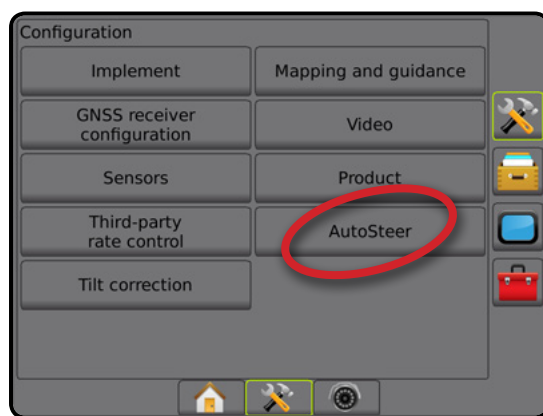 Configuration
Implement
Mapping and guidance
GNSS receiver
configuration
Video
Sensors
Product
Third-party
rate control
AutoSteer
Tilt correction